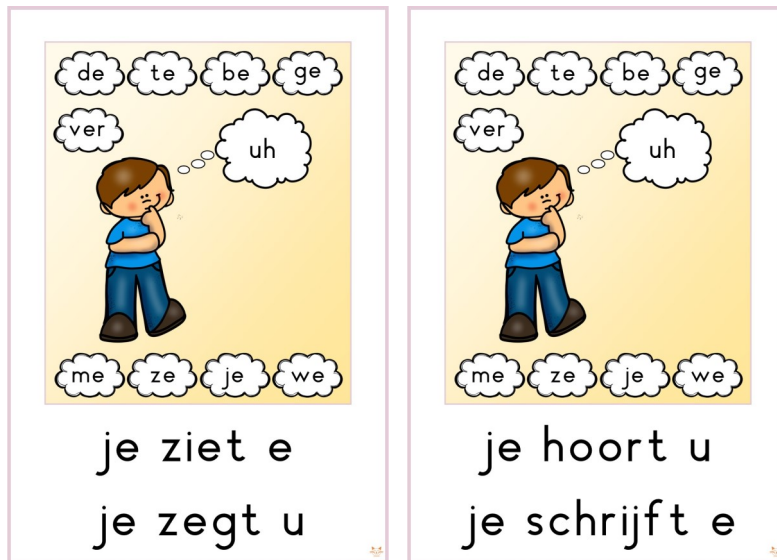 de te be ge
ver
uh
me ze je we
je ziet e
je zegt u
de te be ge
ver
uh
me ze je we
je hoort u
je schrijft e